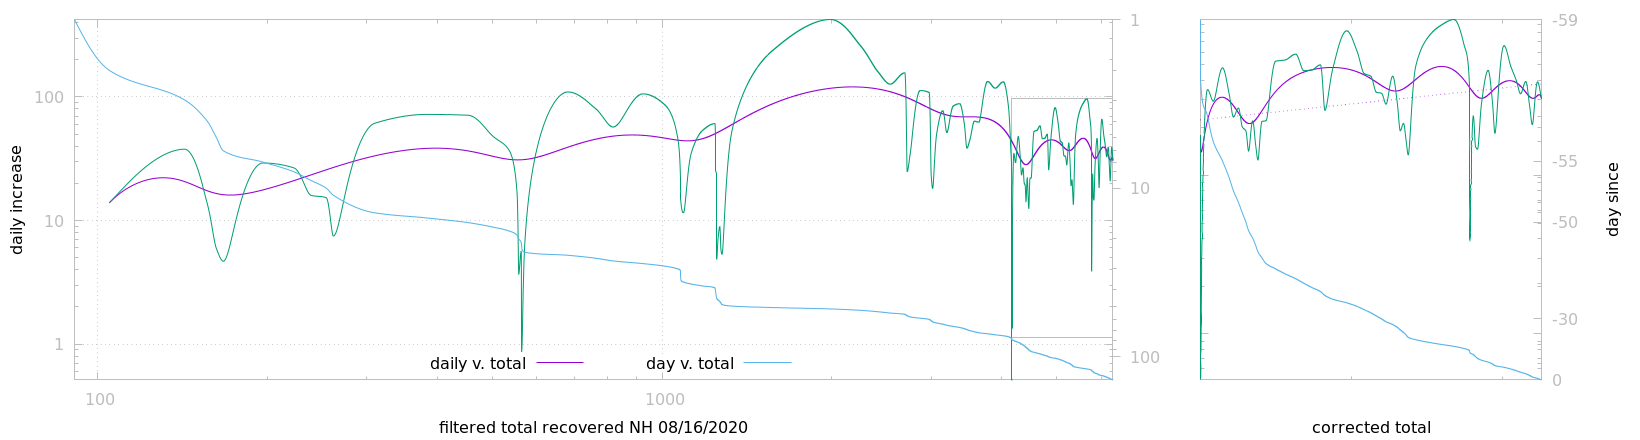 daily increase
100
10
1
1
10
100
100
1000
daily v. total
day v. total
filtered total recovered NH 08/16/2020
-59
-55
-50
-30
0
day since
corrected total